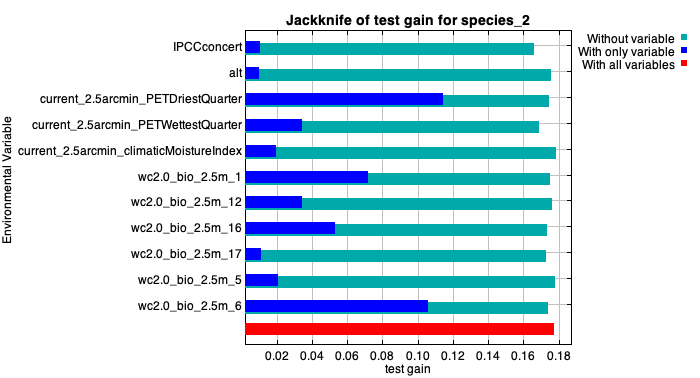 Jackknife of test gain for species_2
Without variable
With only variable
With all variables
Environmental Variable
IPCCconcert
alt
current_2.5arcmin_PETDriestQuarter
current_2.5arcmin_PETWettestQuarter
current_2.5arcmin_climaticMoistureIndex
wc2.0_bio_2.5m_1
wc2.0_bio_2.5m_12
wc2.0_bio_2.5m_16
wc2.0_bio_2.5m_17
wc2.0_bio_2.5m_5
wc2.0_bio_2.5m_6
0.02 0.04 0.06 0.08 0.10 0.12 0.14 0.16 0.18
test gain